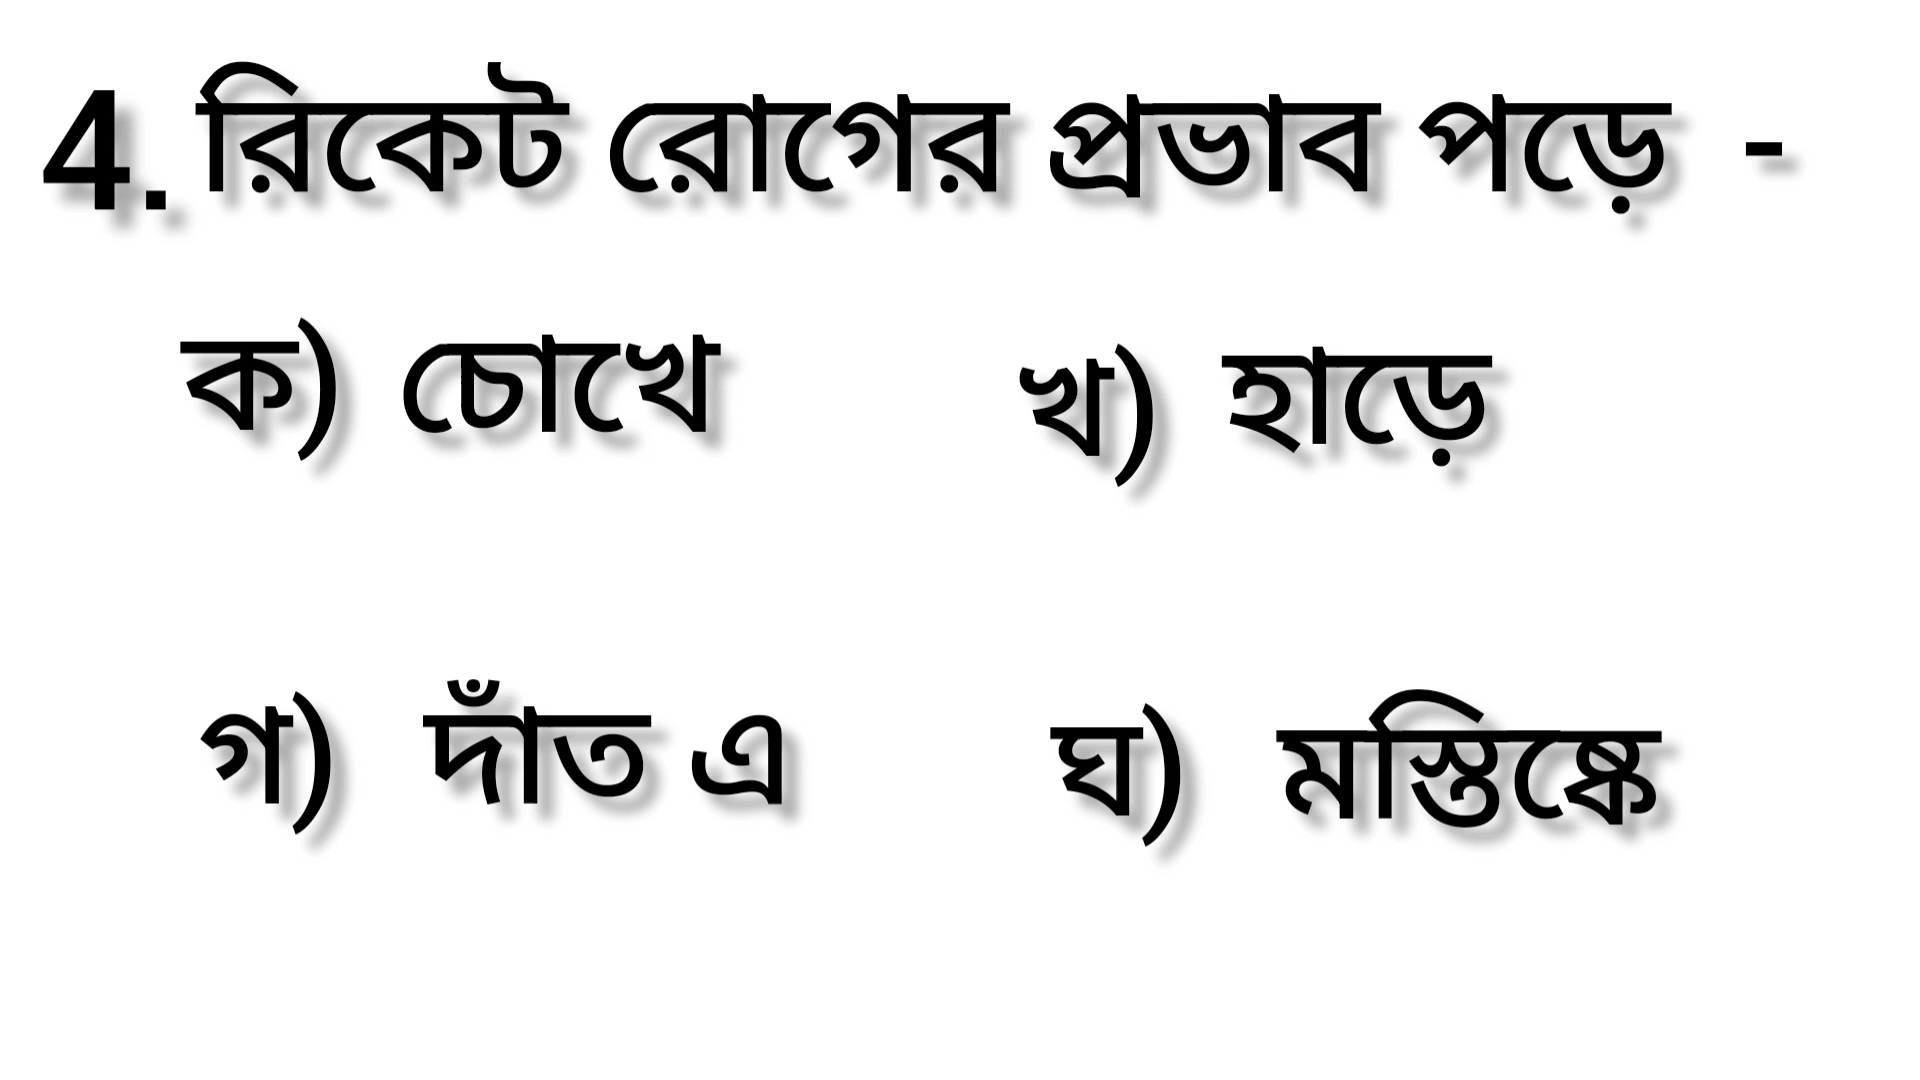 4. রিকেট রোগের প্রভাব পড়ে -
ক) চোখে খ) হাড়ে
গ) দাঁত এ ঘ) মস্তিষ্কে